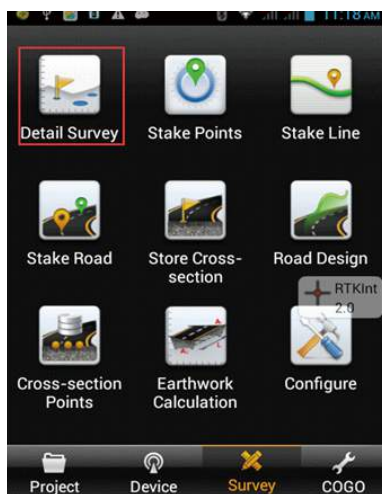 11:18 AM
Detail Survey
Stake Points
Stake Line
Stake Road
Store Cross-
section
Road Design
RTKInt
2.0
Cross-section
Points
Earthwork
Calculation
Configure
Project
Device
Survey
COGO